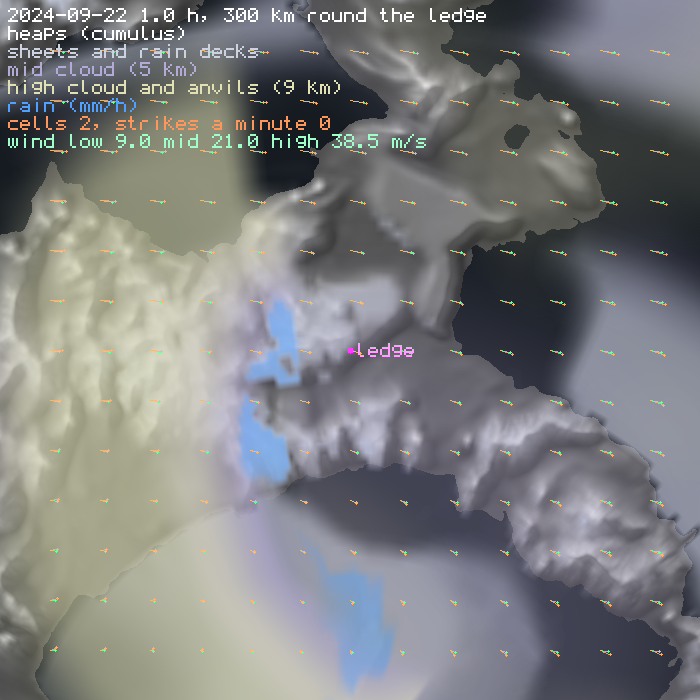 2024-09-22 1.0 h, 300 km round the ledge
heaPs (cumulus)
sheets and rain decks
mid cloud (5 km)
high cloud and anvils (9 km)
rain (mm/h)
cells 2, strikes a minute 0
wind low 9.0 mid 21.0 high 38.5 m/s
ledge